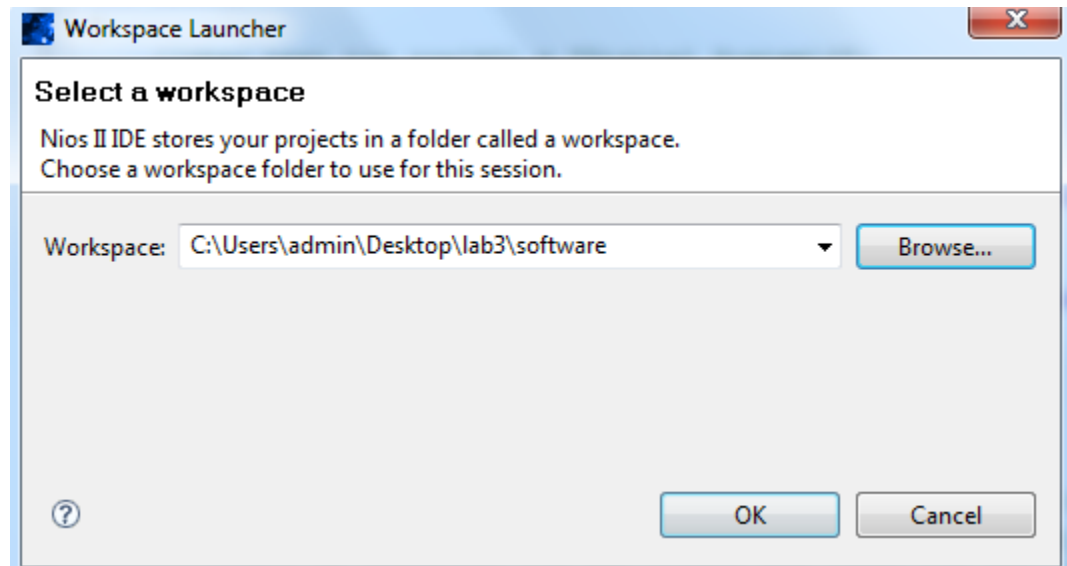 Workspace Launcher
Select a workspace
Nios II IDE stores your projects in a folder called a workspace.
Choose a workspace folder to use for this session.
Workspace: C:\Users\admin\Desktop\lab3\software Browse...
OK Cancel